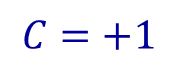 C = +1